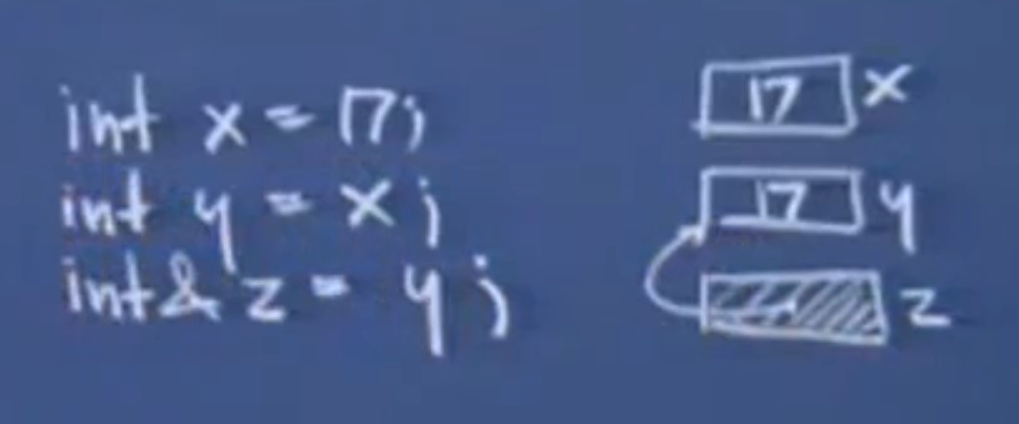 int x = 17;
int y = x;
int& z = y;
17 x
17 y
z